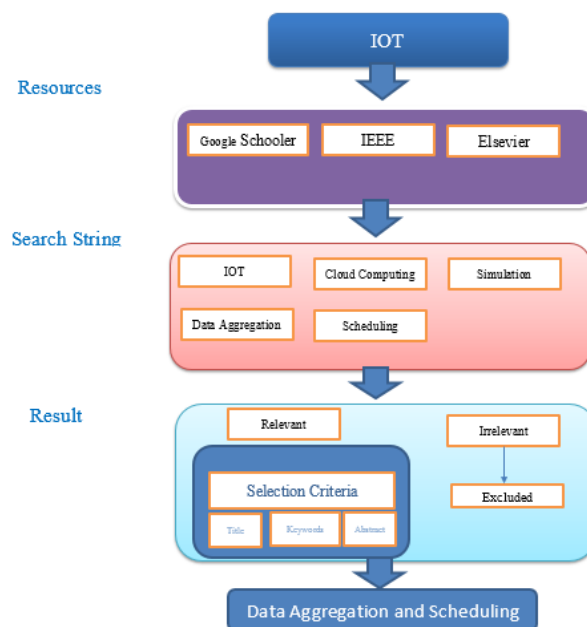 IOT
Resources
Google Schooler
IEEE
Elsevier
Search String
IOT
Cloud Computing
Simulation
Data Aggregation
Scheduling
Result
Relevant
Irrelevant
Selection Criteria
Excluded
Title
Keywords
Abstract
Data Aggregation and Scheduling